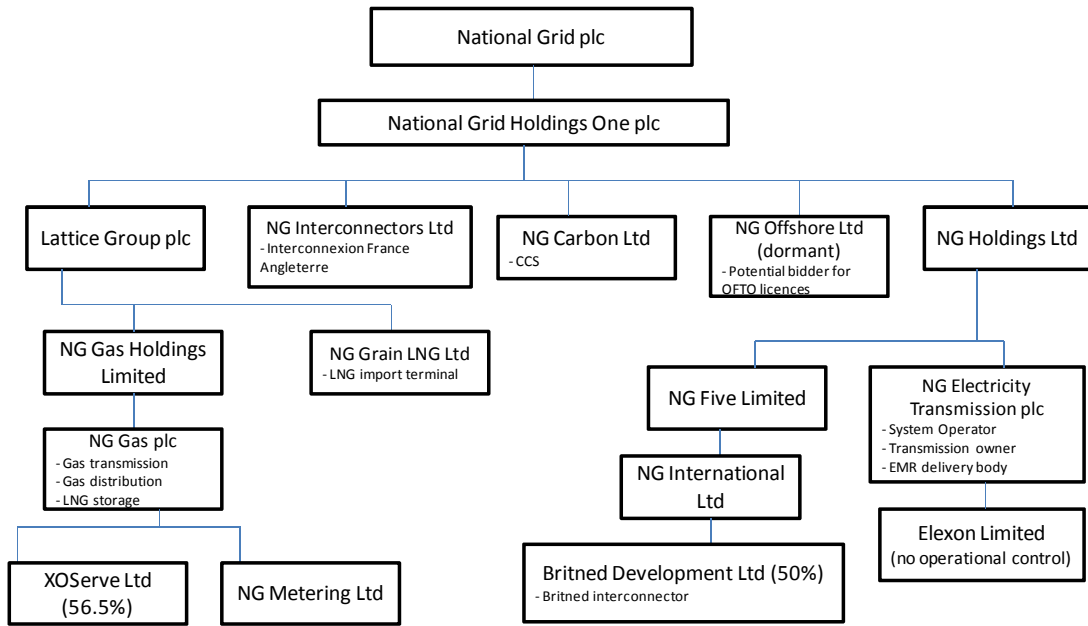 National Grid plc
National Grid Holdings One plc
Lattice Group plc
NG Interconnectors Ltd
- Interconnexion France
Angleterre
NG Carbon Ltd
- CCS
NG Offshore Ltd
(dormant)
- Potential bidder for
OFTO licences
NG Holdings Ltd
NG Gas Holdings
Limited
NG Grain LNG Ltd
- LNG import terminal
NG Five Limited
NG Electricity
Transmission plc
- System Operator
- Transmission owner
- EMR delivery body
NG Gas plc
- Gas transmission
- Gas distribution
- LNG storage
NG International
Ltd
Elexon Limited
(no operational control)
XOServe Ltd
(56.5%)
NG Metering Ltd
Britned Development Ltd (50%)
- Britned interconnector